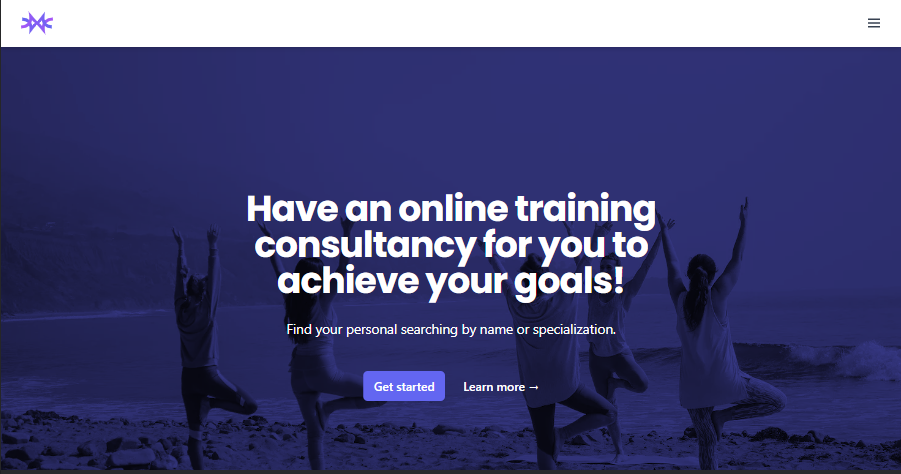 Have an online training
consultancy for you to
achieve your goals!
Find your personal searching by name or specialization.
Get started
Learn more →